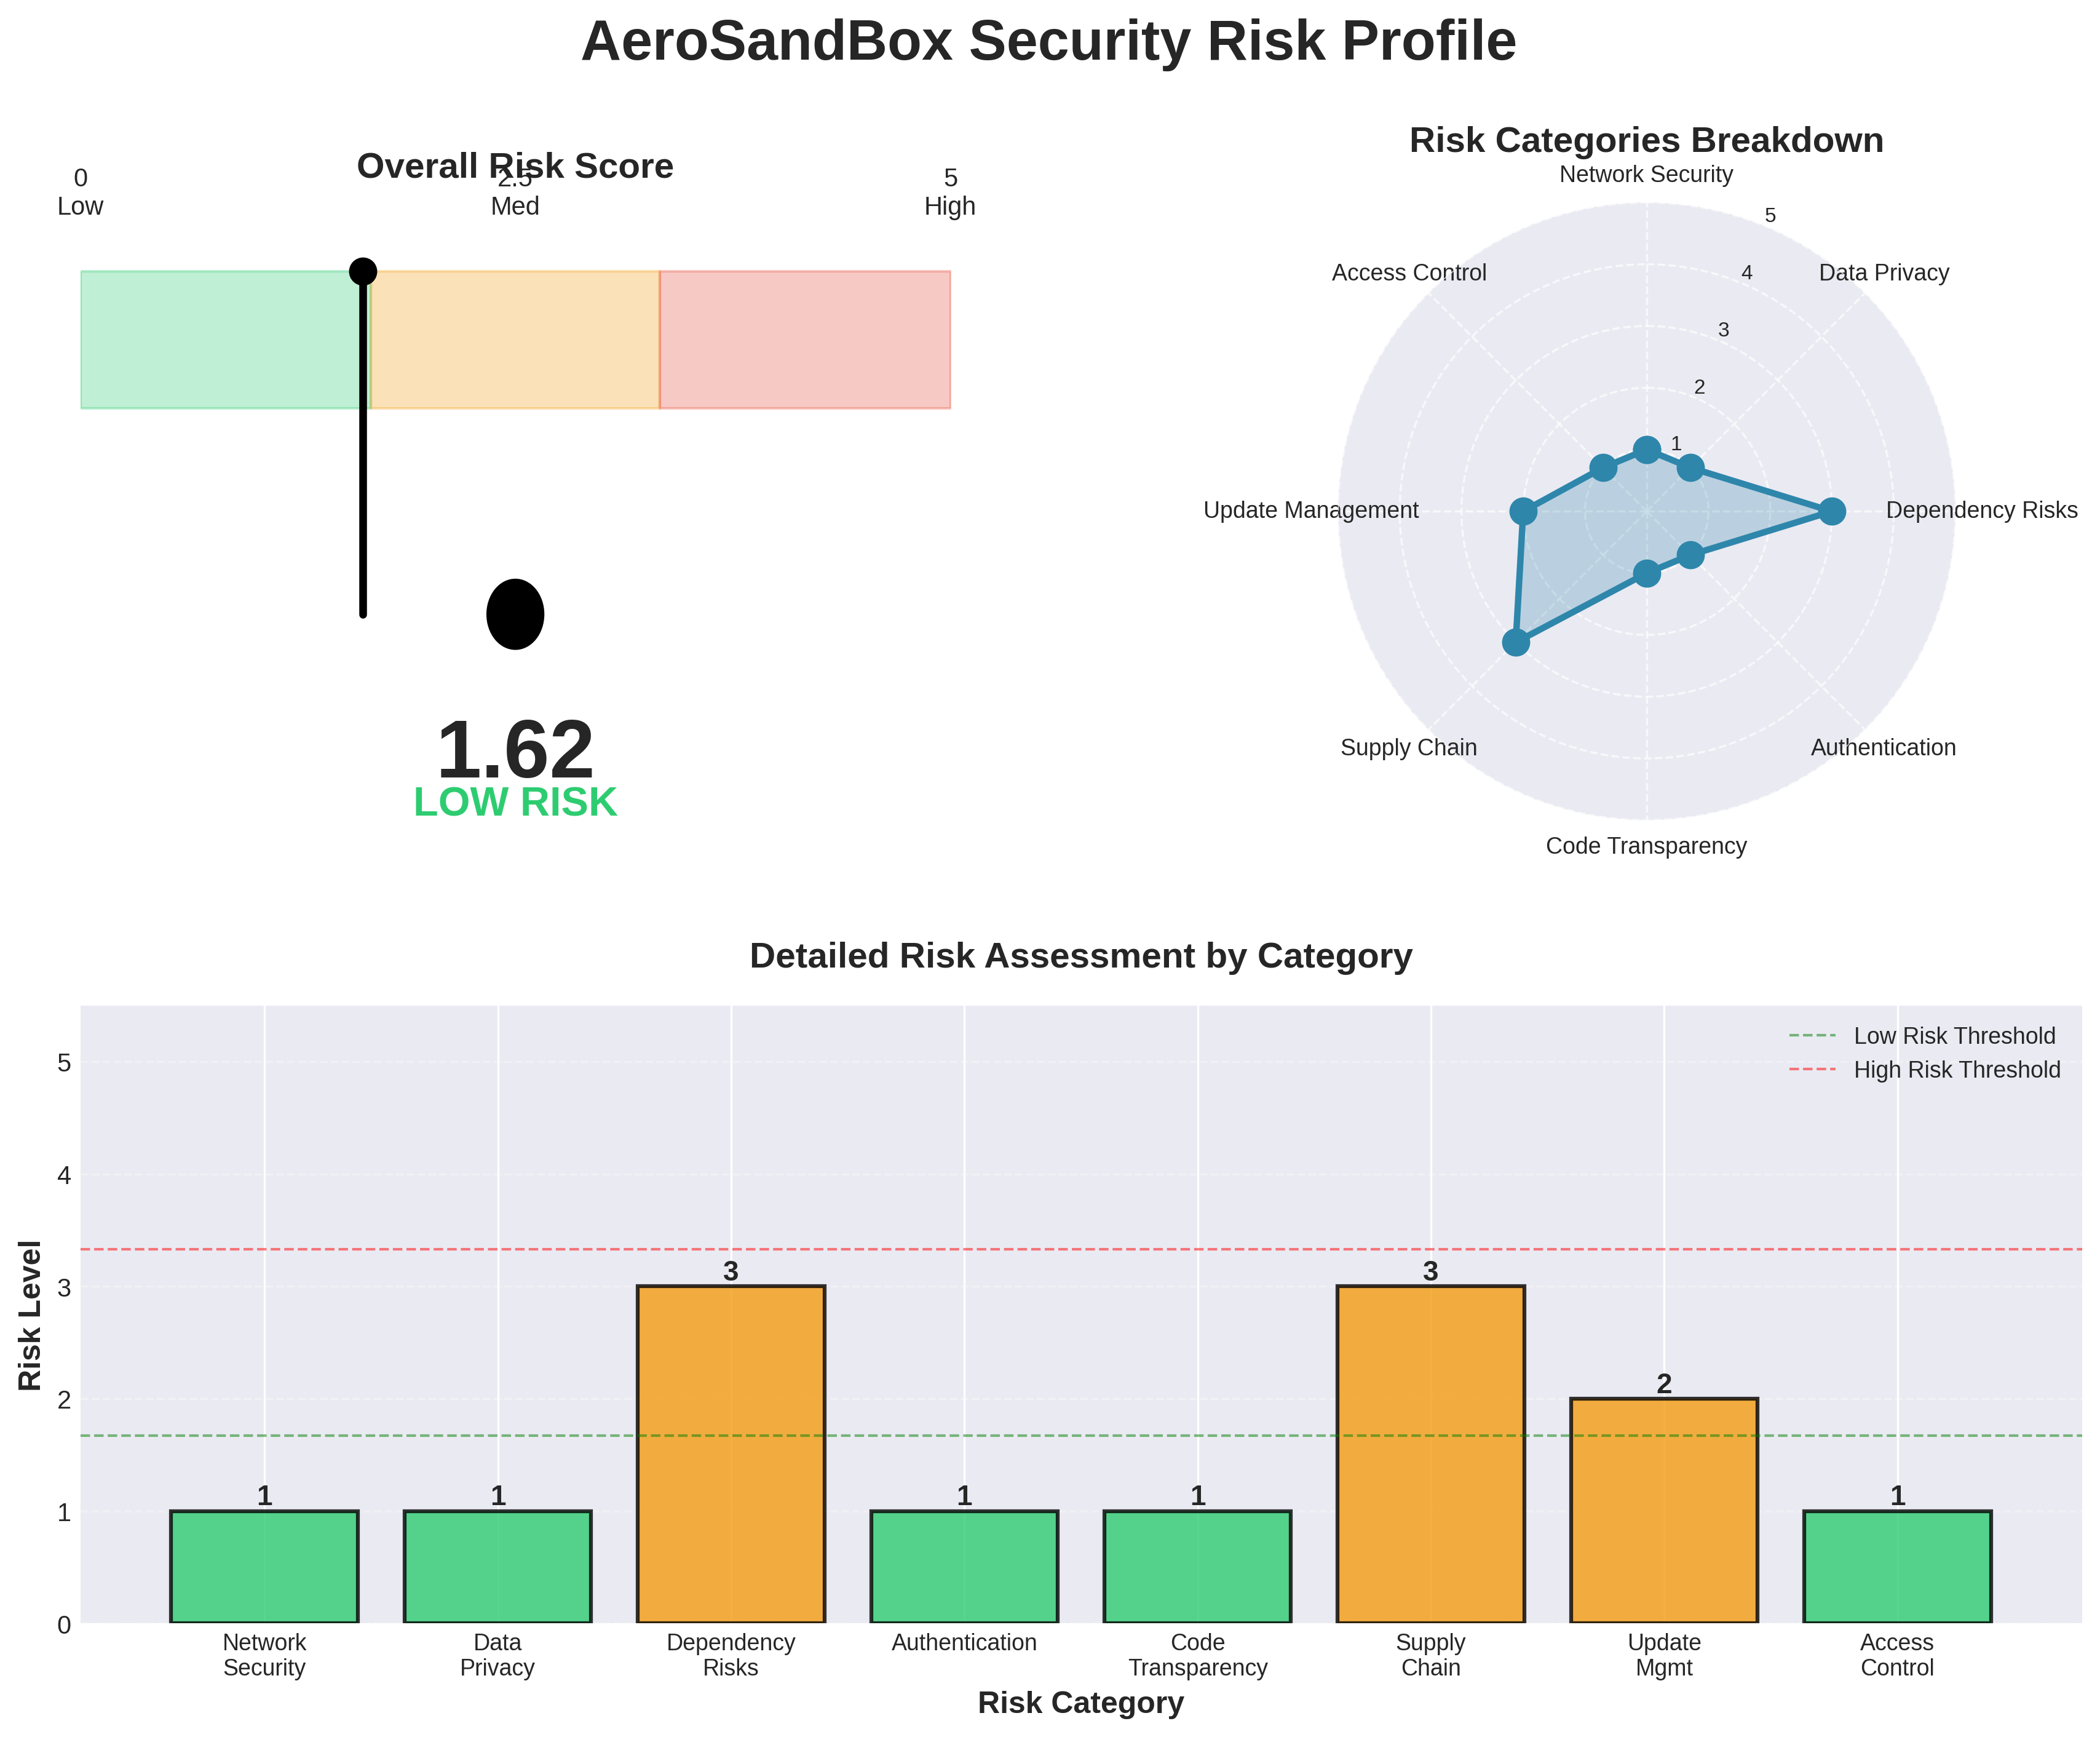 AeroSandBox Security Risk Profile
Overall Risk Score
0
Low
2.5
Med
5
High
1.62
LOW RISK
Risk Categories Breakdown
Network Security
Data Privacy
Dependency Risks
Authentication
Code Transparency
Supply Chain
Update Management
Access Control
5
4
3
2
1
Detailed Risk Assessment by Category
Low Risk Threshold
High Risk Threshold
Risk Level
5
4
3
2
1
0
1
1
3
1
1
3
2
1
Network
Security
Data
Privacy
Dependency
Risks
Authentication
Code
Transparency
Supply
Chain
Update
Mgmt
Access
Control
Risk Category